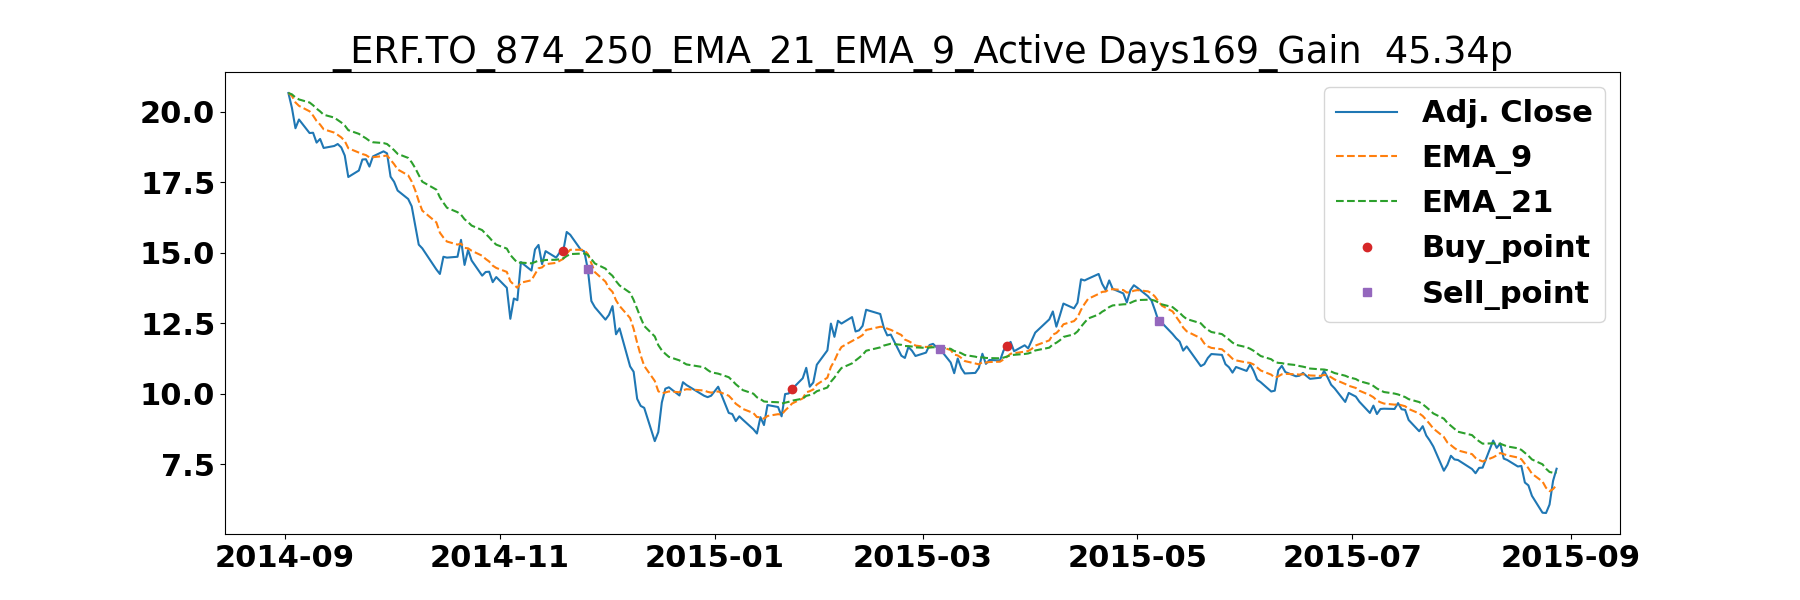 _ERF.TO_874_250_EMA_21_EMA_9_Active Days169_Gain  45.34p
20.0
17.5
15.0
12.5
10.0
7.5
Adj. Close
EMA_9
EMA_21
Buy_point
Sell_point
2014-09 2014-11 2015-01 2015-03 2015-05 2015-07 2015-09